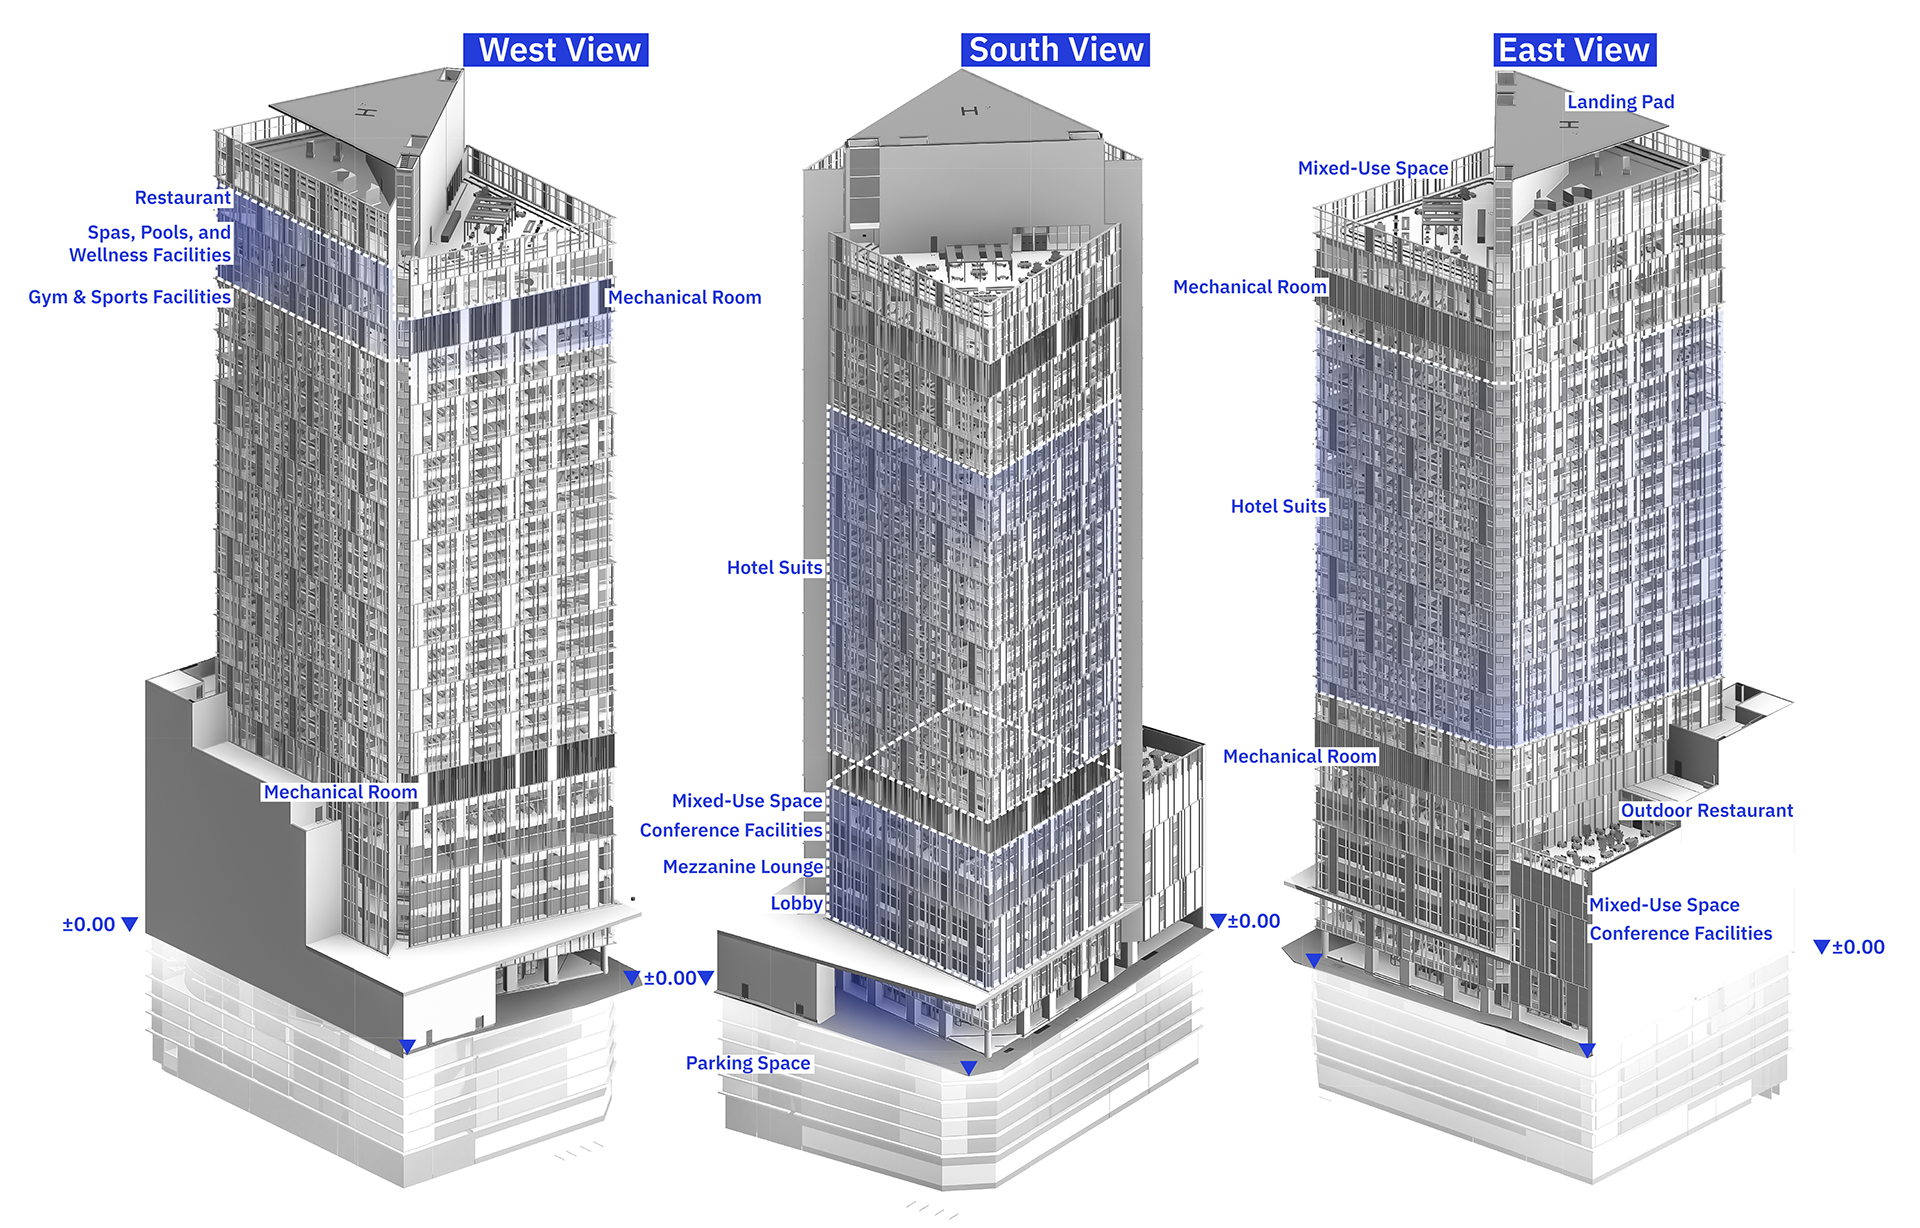 West View
Restaurant
Spas, Pools, and
Wellness Facilities
Gym & Sports Facilities
Mechanical Room
Mechanical Room
±0.00
±0.00
H
South View
H
Hotel Suits
Mixed-Use Space
Conference Facilities
Mezzanine Lounge
Lobby
±0.00
Parking Space
East View
Landing Pad
H
Mixed-Use Space
Mechanical Room
Hotel Suits
Mechanical Room
Outdoor Restaurant
Mixed-Use Space
Conference Facilities
±0.00